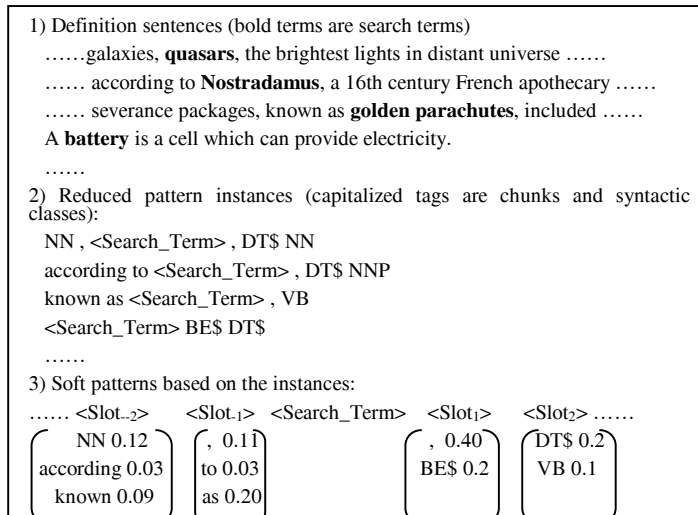 1) Definition sentences (bold terms are search terms)
……galaxies, quasars, the brightest lights in distant universe ……
…… according to Nostradamus, a 16th century French apothecary ……
…… severance packages, known as golden parachutes, included ……
A battery is a cell which can provide electricity.
……
2) Reduced pattern instances (capitalized tags are chunks and syntactic
classes):
NN , <Search_Term> , DT$ NN
according to <Search_Term> , DT$ NNP
known as <Search_Term> , VB
<Search_Term> BE$ DT$
……
3) Soft patterns based on the instances:
…… <Slot--2> <Slot-1> <Search_Term> <Slot1> <Slot2> ……
NN 0.12 , 0.11 , 0.40 DT$ 0.2
according 0.03 to 0.03 BE$ 0.2 VB 0.1
known 0.09 as 0.20